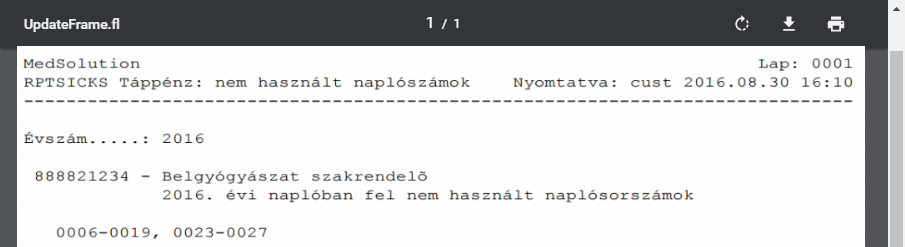 UpdateFrame.fl 1 / 1
MedSolution Lap: 0001
RPTSICKS Táppénz: nem használt naplószámok Nyomtatva: cust 2016.08.30 16:10
------------------------------------------------------------------------------
Évszám.....: 2016
888821234 - Belgyógyászat szakrendelõ
2016. évi naplóban fel nem használt naplósorszámok
0006-0019, 0023-0027